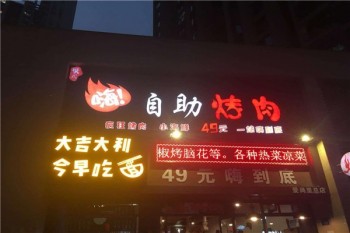 嗨! 自助烤肉
49元
大吉大利
今早吃面
椒烤脑花等。各种热菜凉菜
49元嗨到底